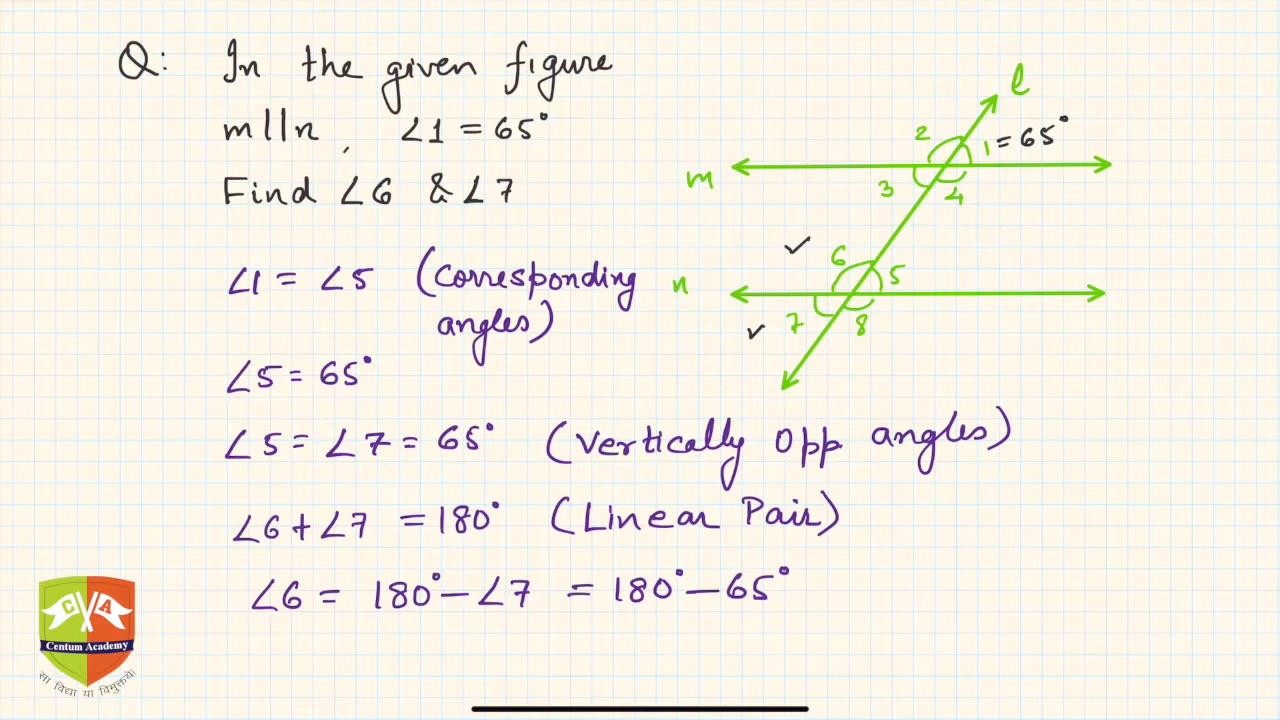 Q: In the given figure
m||n, ∠1 = 65°
Find ∠6 & ∠7
∠1 = ∠5 (Corresponding
angles)
∠5 = 65°
∠5 = ∠7 = 65° (Vertically Opp angles)
∠6 + ∠7 = 180° (Linear Pair)
∠6 = 180° – ∠7 = 180° – 65°
l
2 1 = 65°
m
3 4
6 5
n
7 8
C A
Centum Academy
सा विद्या या विमुक्तये।